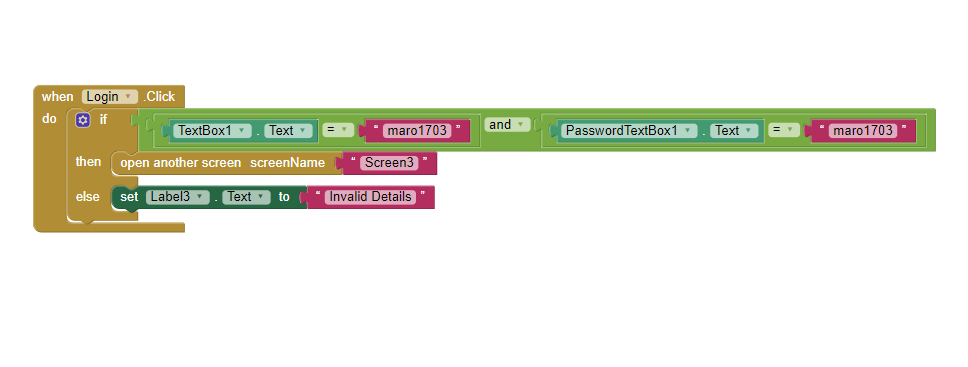 when Login .Click
do if TextBox1 . Text = " maro1703 " and PasswordTextBox1 . Text = " maro1703 "
then open another screen screenName " Screen3 "
else set Label3 . Text to " Invalid Details "